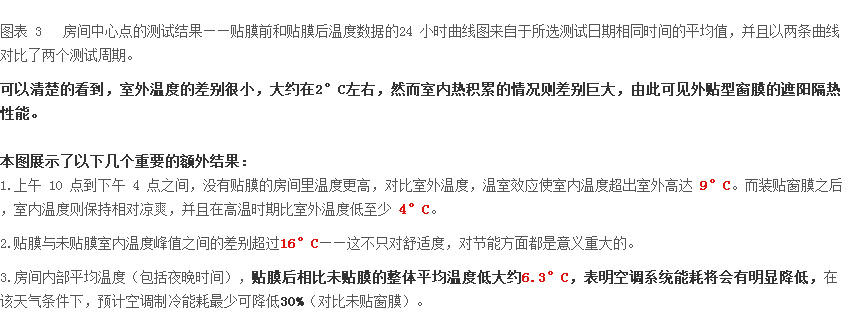 图表 3   房间中心点的测试结果——贴膜前和贴膜后温度数据的24 小时曲线图来自于所选测试日期相同时间的平均值，并且以两条曲线
对比了两个测试周期。
可以清楚的看到，室外温度的差别很小，大约在2°C左右，然而室内热积累的情况则差别巨大，由此可见外贴型窗膜的遮阳隔热
性能。
本图展示了以下几个重要的额外结果：
1.上午 10 点到下午 4 点之间，没有贴膜的房间里温度更高，对比室外温度，温室效应使室内温度超出室外高达 9°C。而装贴窗膜之后
，室内温度则保持相对凉爽，并且在高温时期比室外温度低至少 4°C。
2.贴膜与未贴膜室内温度峰值之间的差别超过16°C——这不只对舒适度，对节能方面都是意义重大的。
3.房间内部平均温度（包括夜晚时间），贴膜后相比未贴膜的整体平均温度低大约6.3°C，表明空调系统能耗将会有明显降低，在
该天气条件下，预计空调制冷能耗最少可降低30%（对比未贴窗膜）。